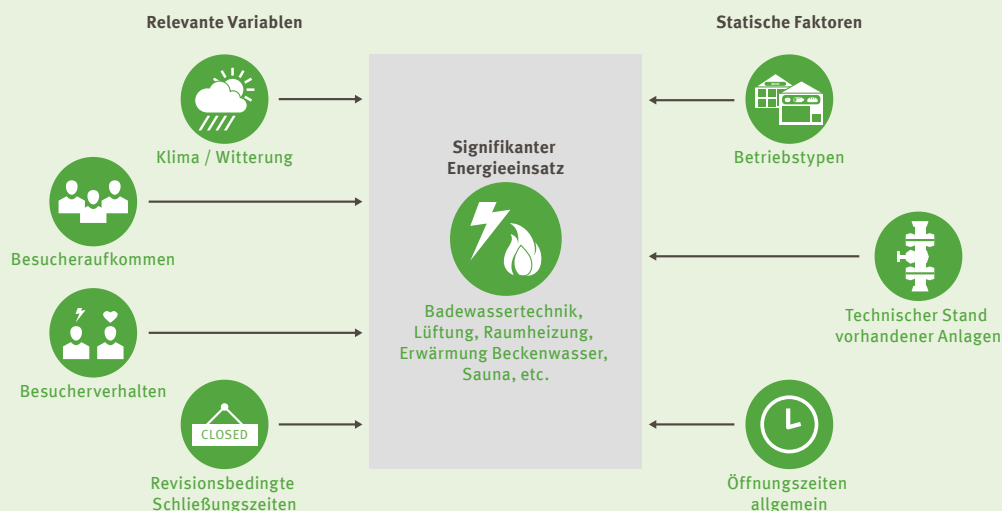 Relevante Variablen
Klima / Witterung
Besucheraufkommen
Besucherverhalten
CLOSED
Revisionsbedingte
Schließungszeiten
Signifikanter
Energieeinsatz
Badewassertechnik,
Lüftung, Raumheizung,
Erwärmung Beckenwasser,
Sauna, etc.
Statische Faktoren
Betriebstypen
Technischer Stand
vorhandener Anlagen
Öffnungszeiten
allgemein